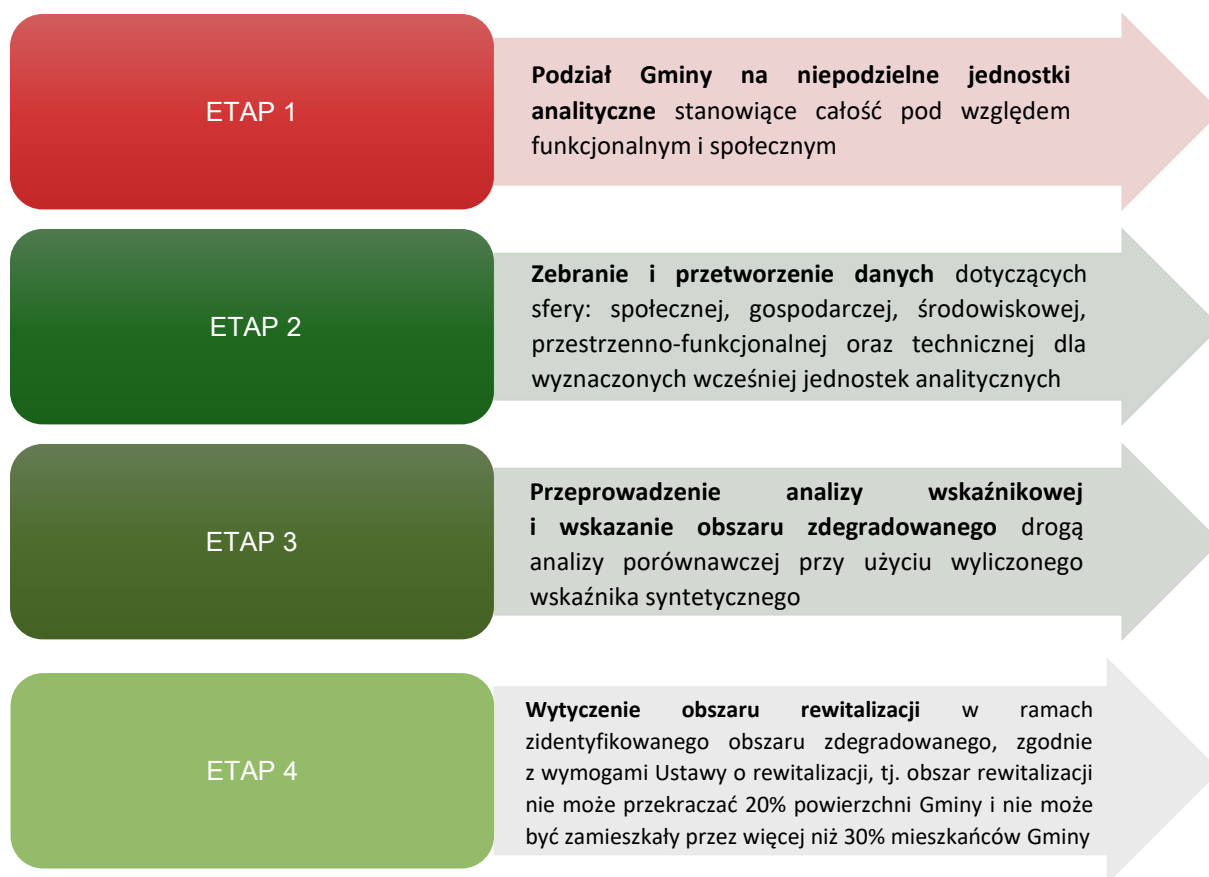 ETAP 1
Podział Gminy na niepodzielne jednostki
analityczne stanowiące całość pod względem
funkcjonalnym i społecznym
ETAP 2
Zebranie i przetworzenie danych dotyczących
sfery: społecznej, gospodarczej, środowiskowej,
przestrzenno-funkcjonalnej oraz technicznej dla
wyznaczonych wcześniej jednostek analitycznych
ETAP 3
Przeprowadzenie analizy wskaźnikowej
i wskazanie obszaru zdegradowanego drogą
analizy porównawczej przy użyciu wyliczonego
wskaźnika syntetycznego
ETAP 4
Wytyczenie obszaru rewitalizacji w ramach
zidentyfikowanego obszaru zdegradowanego, zgodnie
z wymogami Ustawy o rewitalizacji, tj. obszar rewitalizacji
nie może przekraczać 20% powierzchni Gminy i nie może
być zamieszkały przez więcej niż 30% mieszkańców Gminy